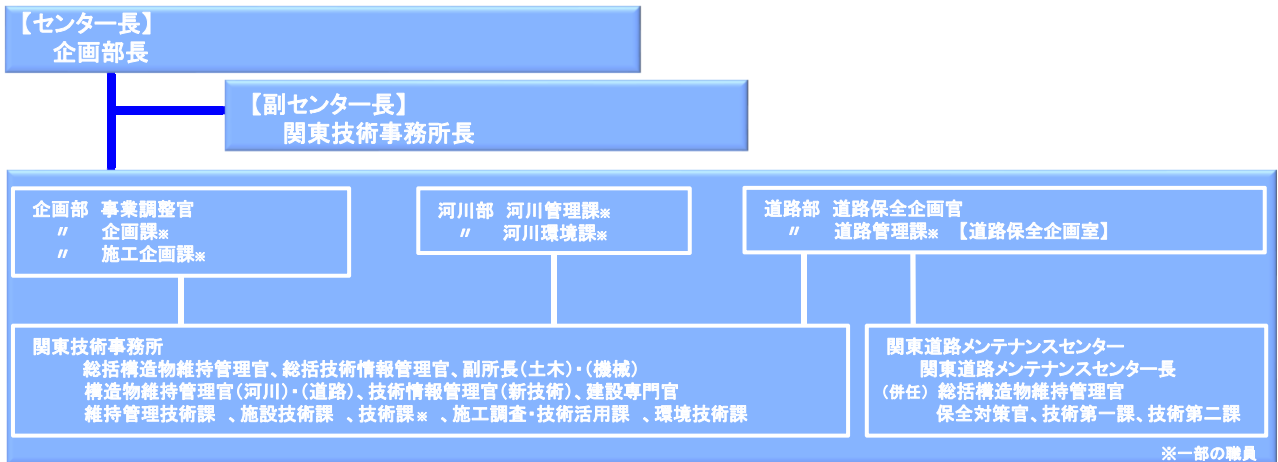 【センター長】
企画部長
【副センター長】
関東技術事務所長
企画部 事業調整官
〃 企画課※
〃 施工企画課※
河川部 河川管理課※
〃 河川環境課※
道路部 道路保全企画官
〃 道路管理課※ 【道路保全企画室】
関東技術事務所
総括構造物維持管理官、総括技術情報管理官、副所長(土木)・(機械)
構造物維持管理官(河川)・(道路)、技術情報管理官(新技術)、建設専門官
維持管理技術課 、施設技術課 、技術課※ 、施工調査・技術活用課 、環境技術課
関東道路メンテナンスセンター
関東道路メンテナンスセンター長
(併任) 総括構造物維持管理官
保全対策官、技術第一課、技術第二課
※一部の職員